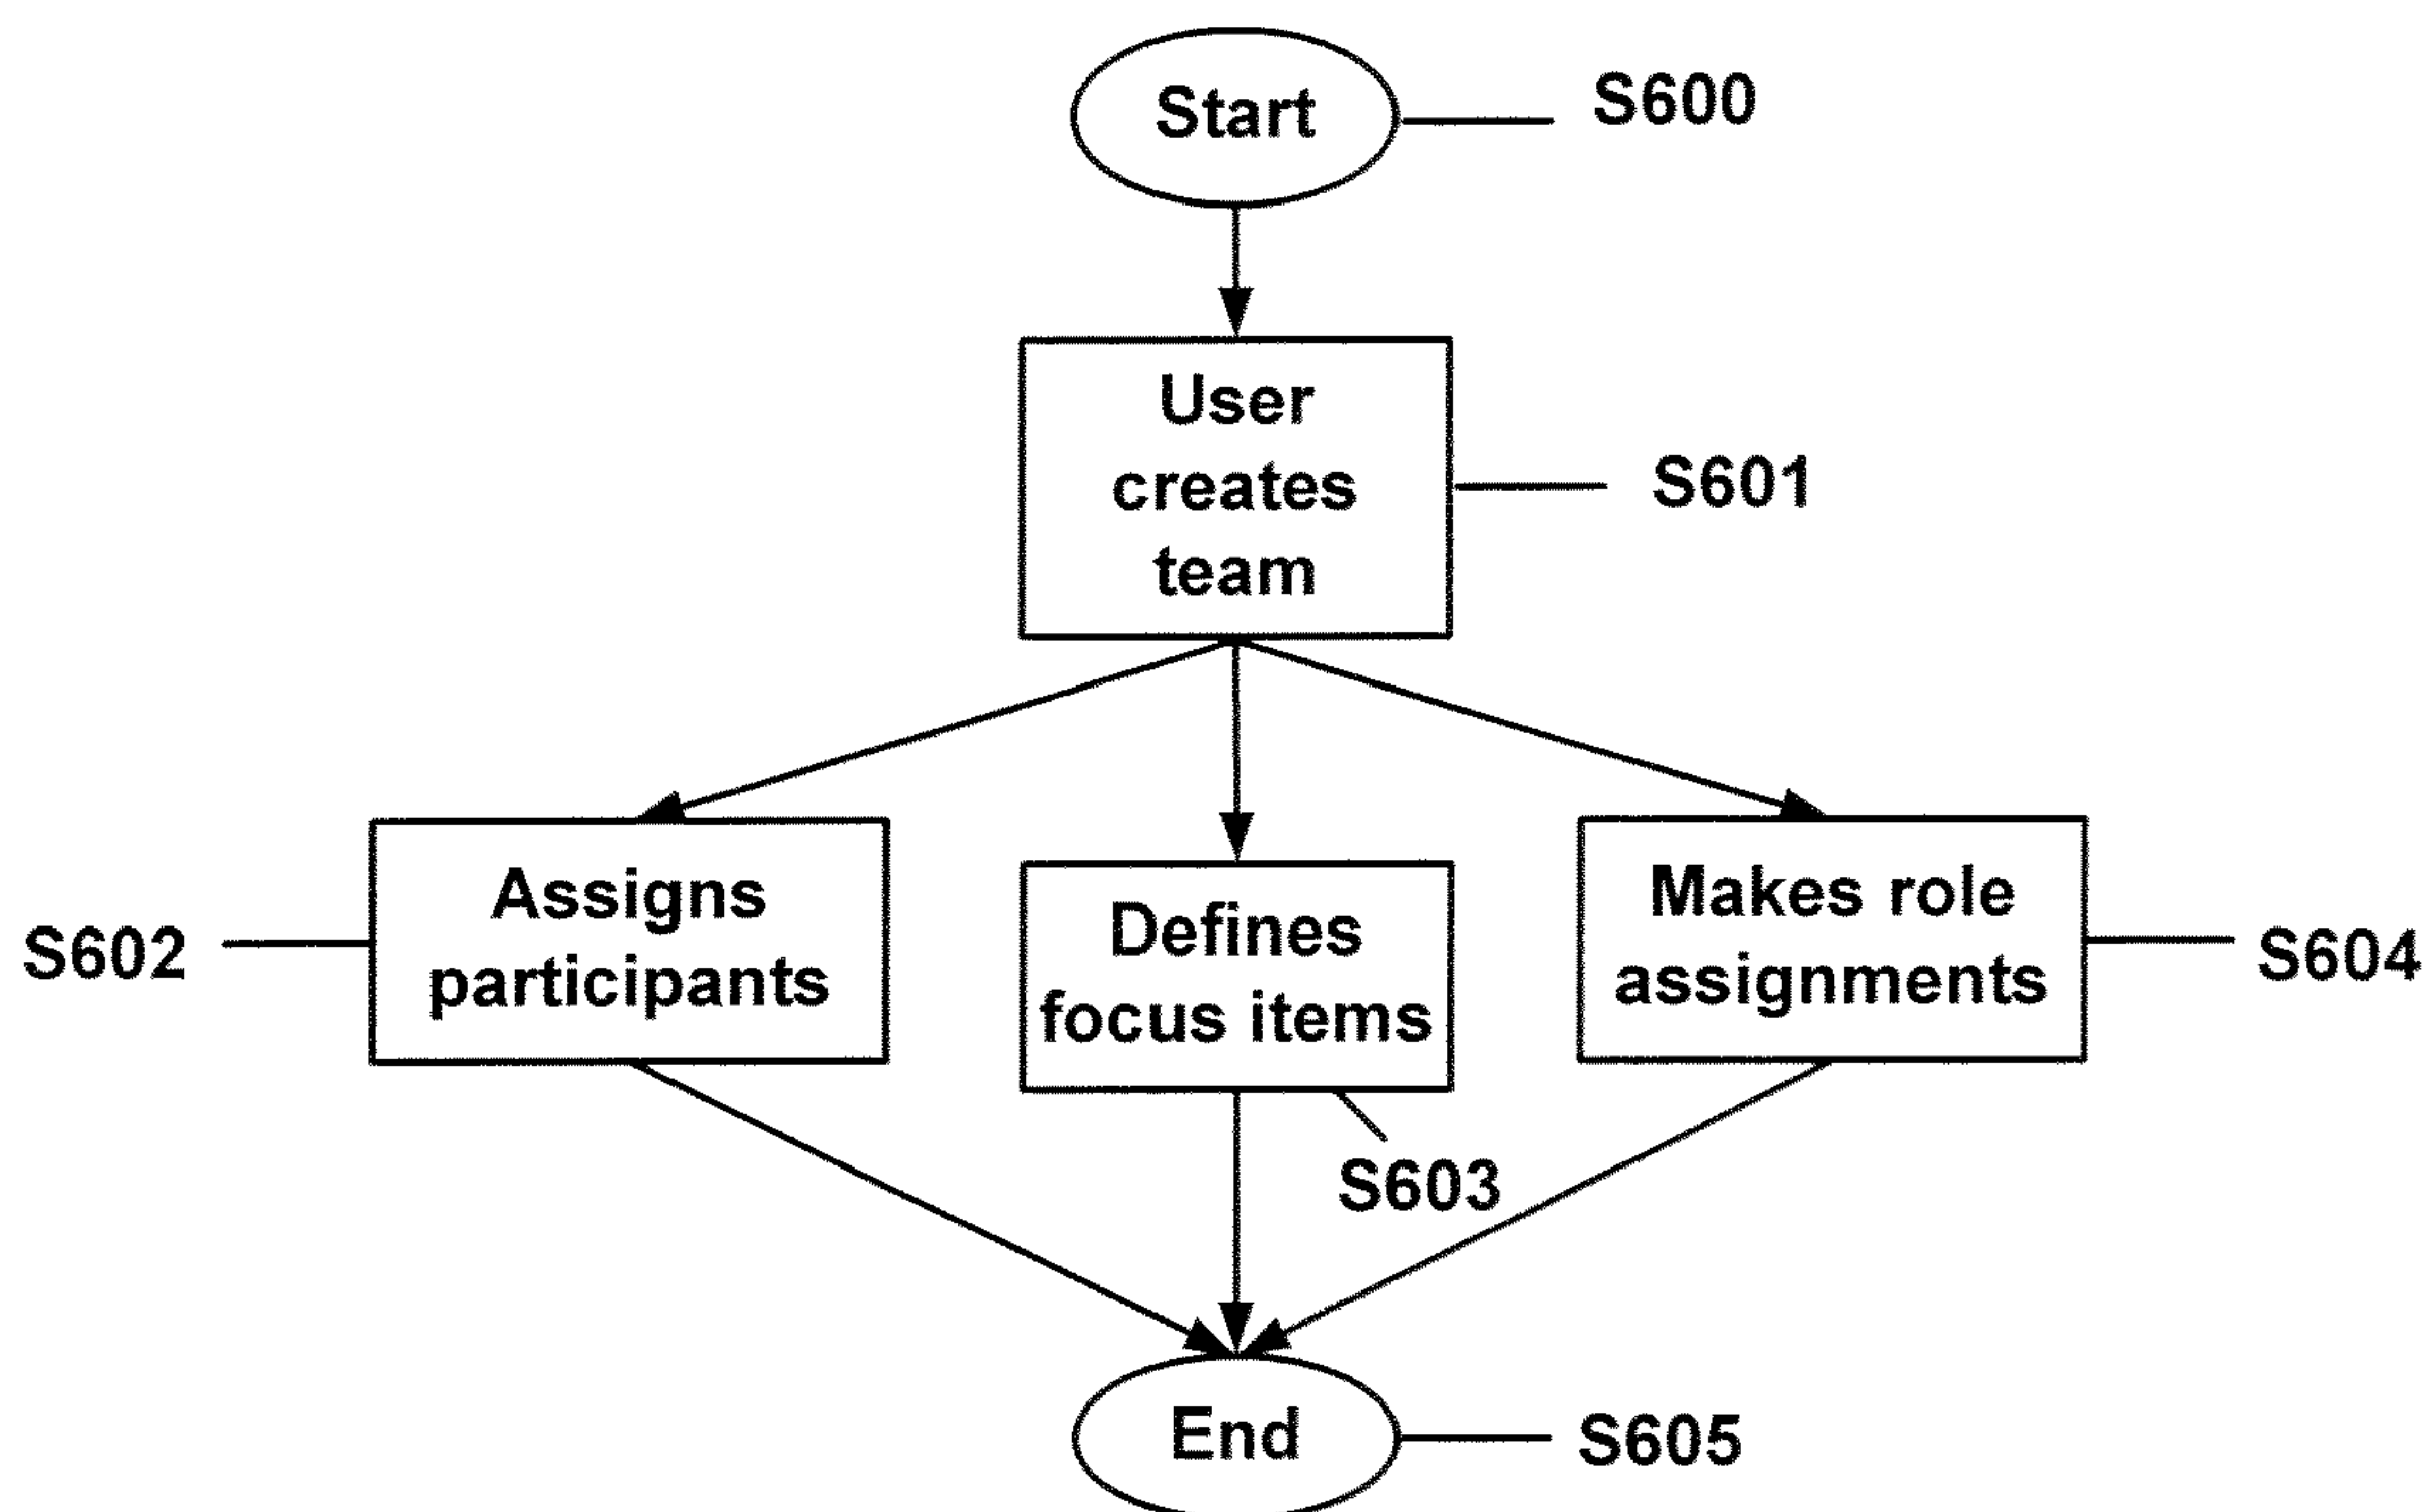 Start
S600
User
creates
team
S601
Assigns
participants
S602
Defines
focus items
S603
Makes role
assignments
S604
End
S605